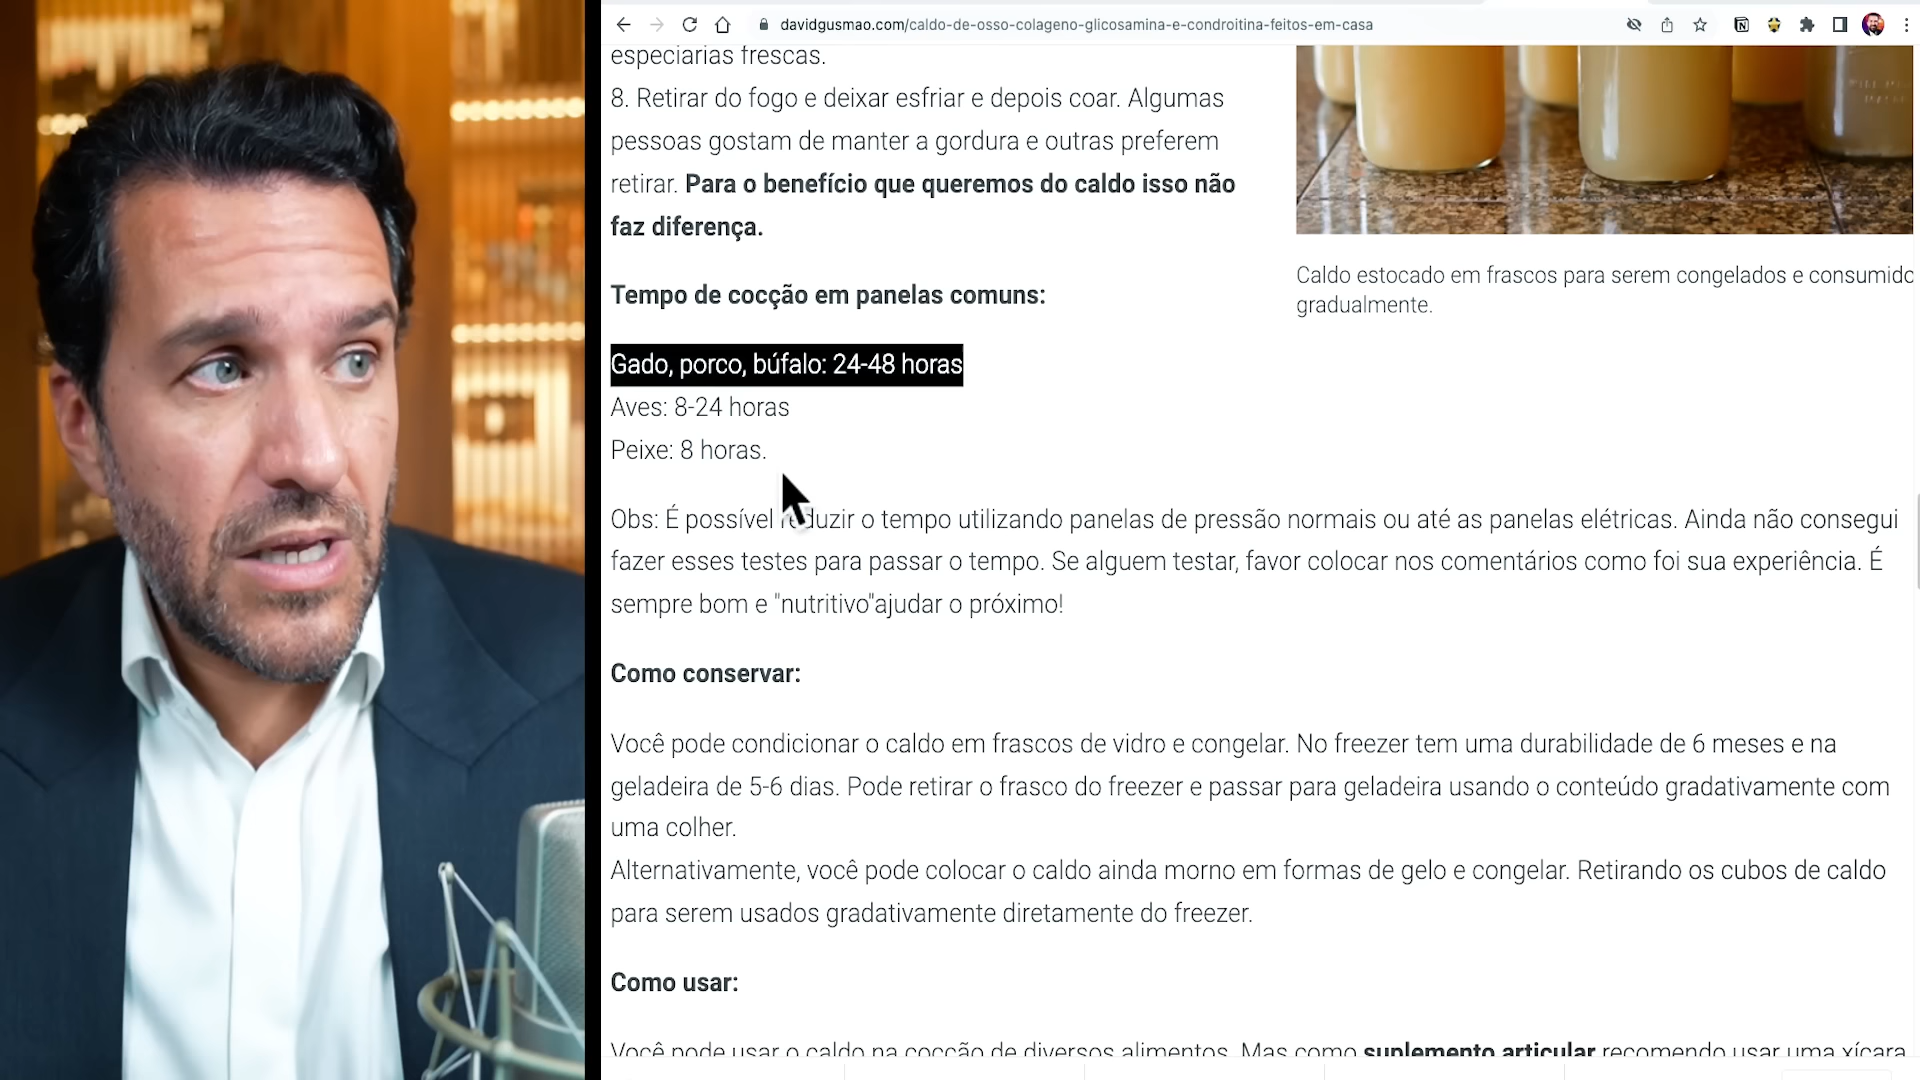 davidgusmao.com/caldo-de-osso-colageno-glicosamina-e-condroitina-feitos-em-casa
especiarias frescas.
8. Retirar do fogo e deixar esfriar e depois coar. Algumas
pessoas gostam de manter a gordura e outras preferem
retirar. Para o benefício que queremos do caldo isso não
faz diferença.
Caldo estocado em frascos para serem congelados e consumido
gradualmente.
Tempo de cocção em panelas comuns:
Gado, porco, búfalo: 24-48 horas
Aves: 8-24 horas
Peixe: 8 horas.
Obs: É possível reduzir o tempo utilizando panelas de pressão normais ou até as panelas elétricas. Ainda não consegui
fazer esses testes para passar o tempo. Se alguem testar, favor colocar nos comentários como foi sua experiência. É
sempre bom e "nutritivo"ajudar o próximo!
Como conservar:
Você pode condicionar o caldo em frascos de vidro e congelar. No freezer tem uma durabilidade de 6 meses e na
geladeira de 5-6 dias. Pode retirar o frasco do freezer e passar para geladeira usando o conteúdo gradativamente com
uma colher.
Alternativamente, você pode colocar o caldo ainda morno em formas de gelo e congelar. Retirando os cubos de caldo
para serem usados gradativamente diretamente do freezer.
Como usar:
Você pode usar o caldo na cocção de diversos alimentos. Mas como suplemento articular recomendo usar uma xícara